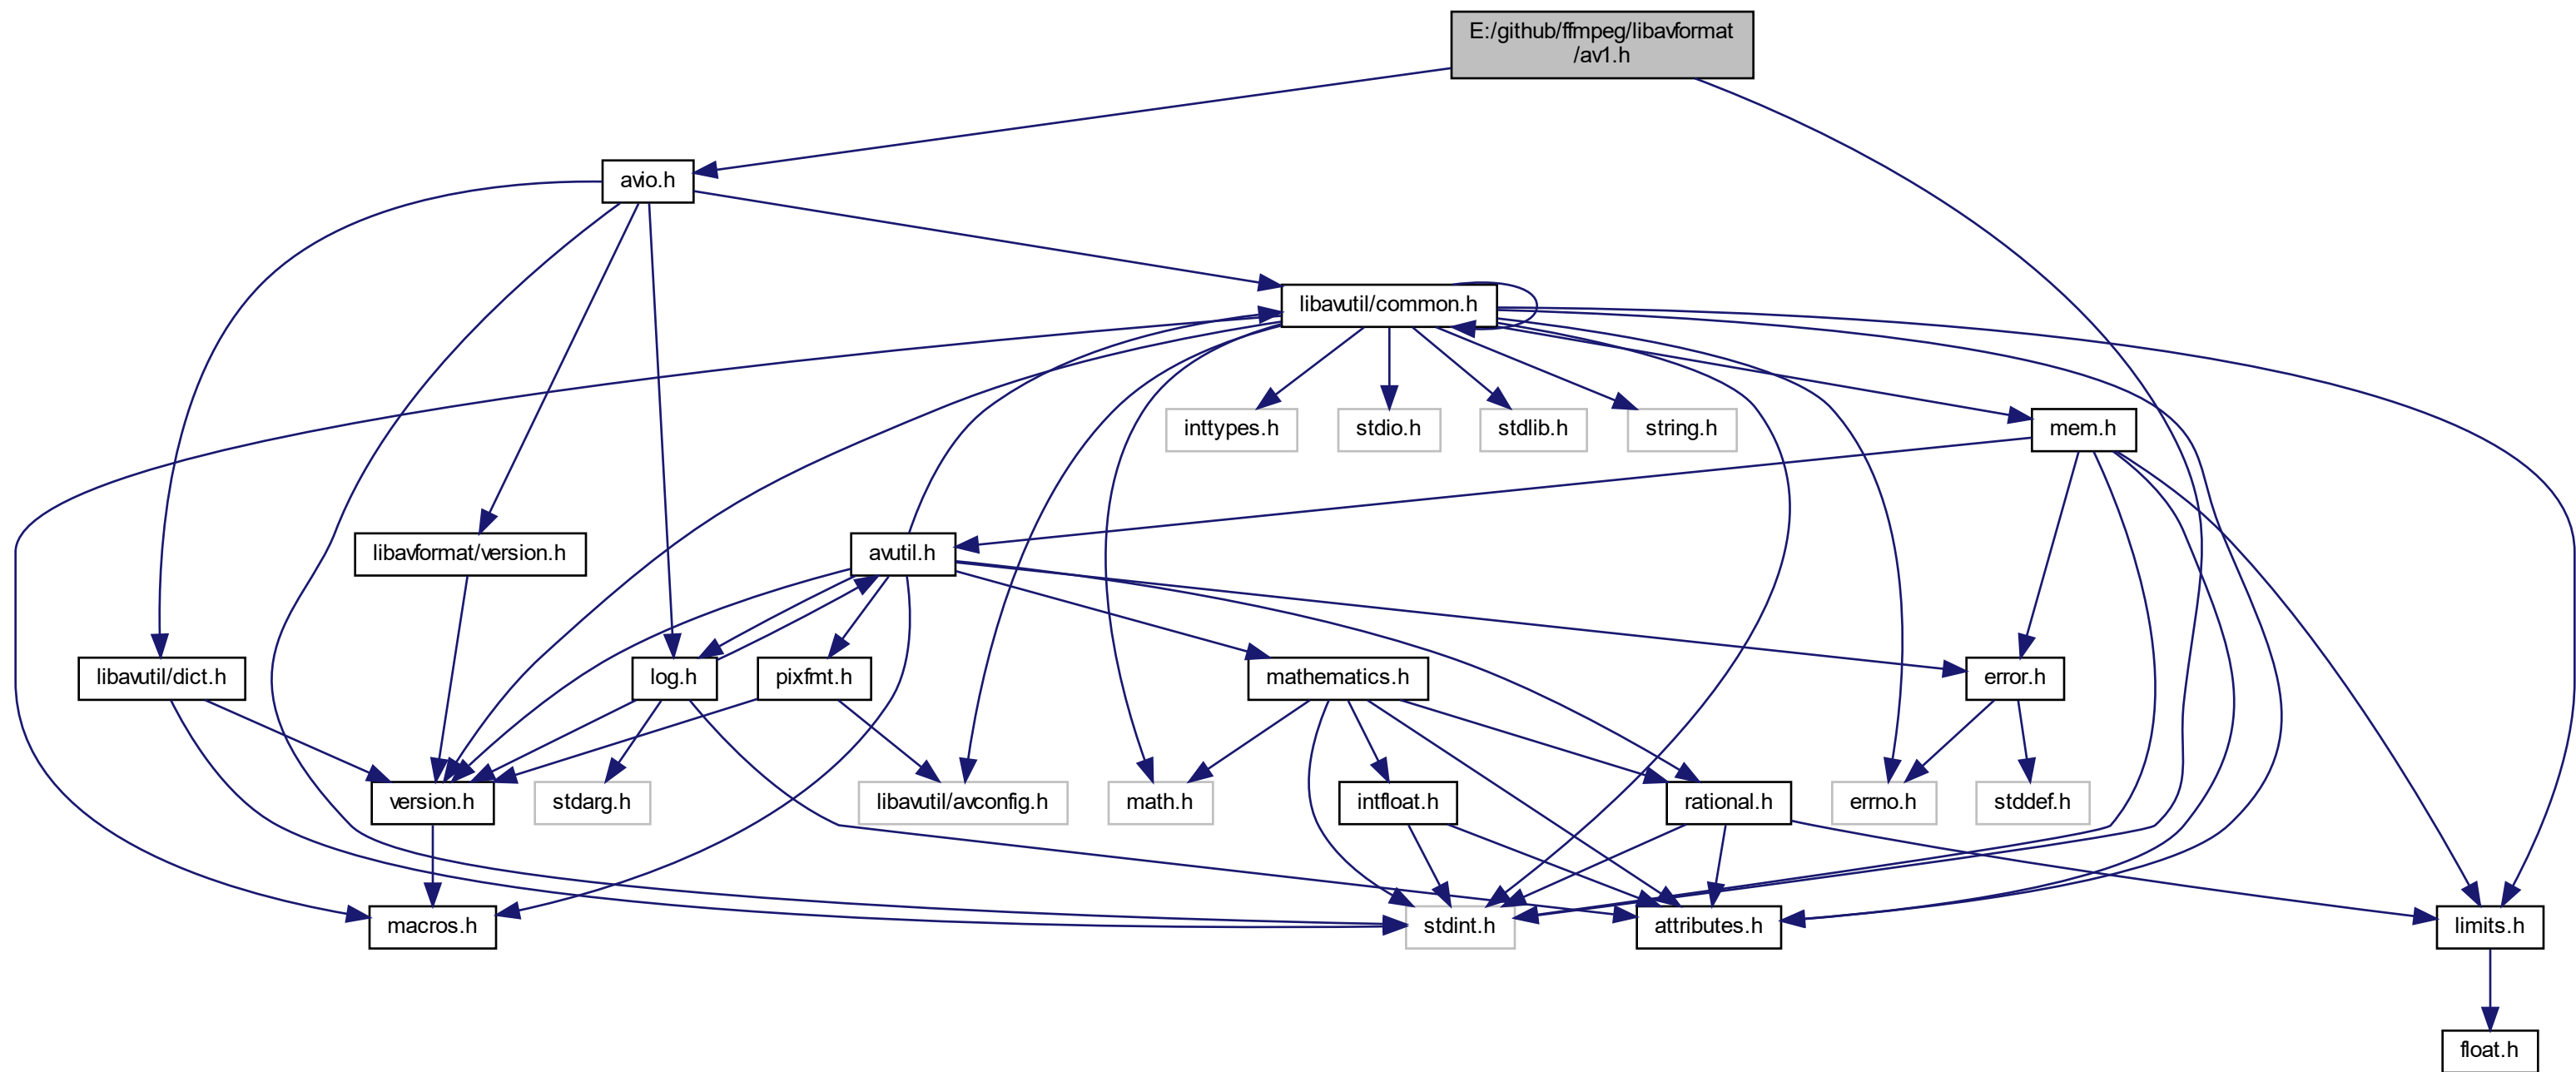 E:/github/ffmpeg/libavformat
/av1.h
avio.h
libavutil/common.h
inttypes.h
stdio.h
stdlib.h
string.h
mem.h
libavformat/version.h
avutil.h
libavutil/dict.h
log.h
pixfmt.h
mathematics.h
error.h
version.h
stdarg.h
libavutil/avconfig.h
math.h
intfloat.h
rational.h
errno.h
stddef.h
macros.h
stdint.h
attributes.h
limits.h
float.h